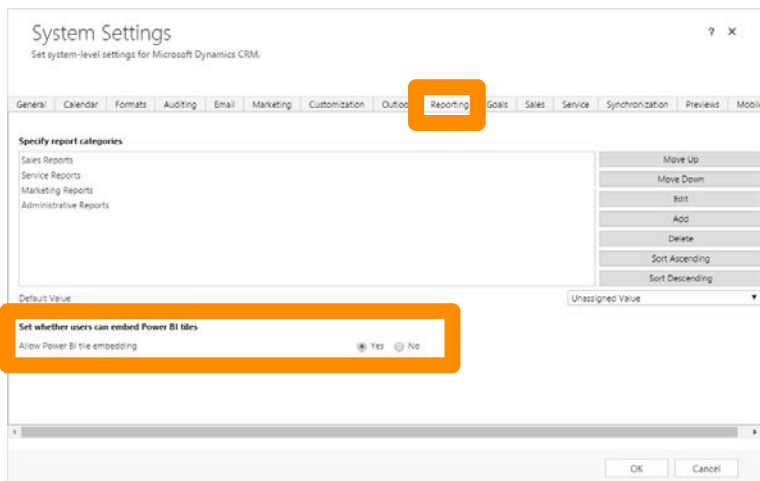 System Settings
? ×
Set system-level settings for Microsoft Dynamics CRM.
General Calendar Formats Auditing Email Marketing Customization Reporting Goals Sales Service Synchronization Previews
Specify report categories
Sales Reports
Service Reports
Marketing Reports
Administrative Reports
Move Up
Move Down
Edit
Add
Delete
Sort Ascending
Sort Descending
Default Value
Unassigned Value
Set whether users can embed Power BI tiles
Allow Power BI tile embedding
Yes No
OK Cancel